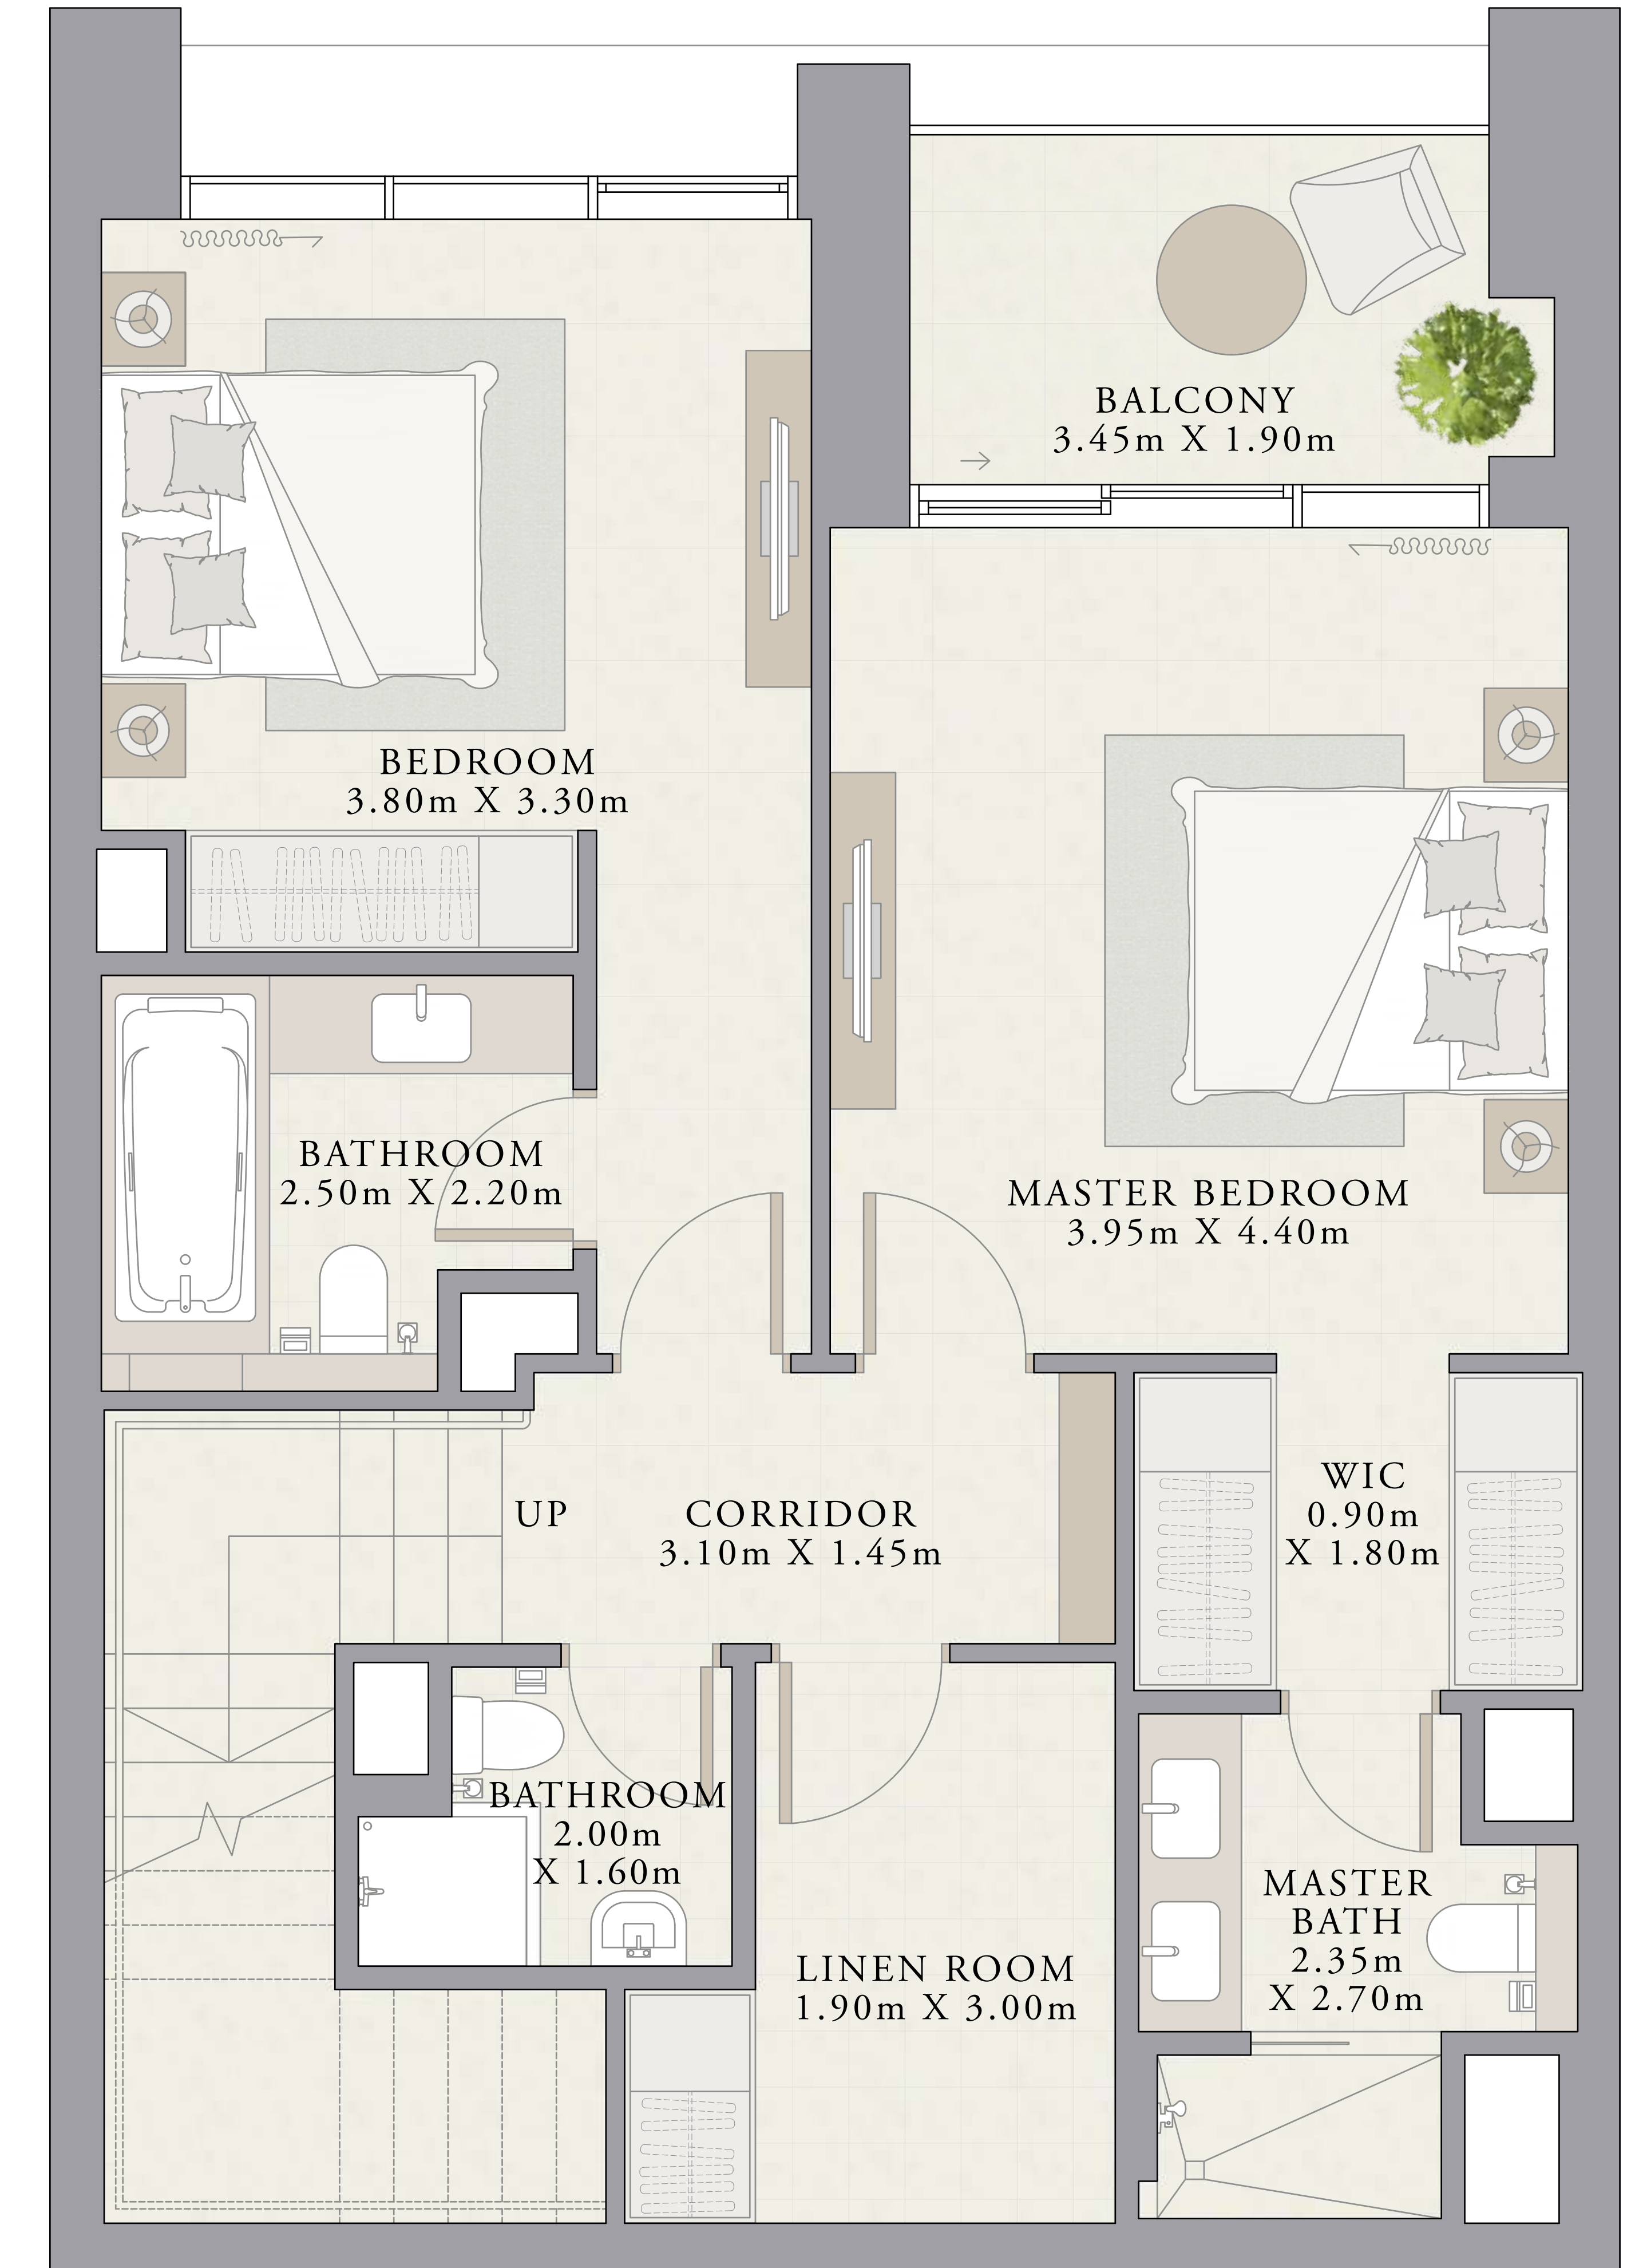 BALCONY
3.45m X 1.90m
BEDROOM
3.80m X 3.30m
BATHROOM
2.50m X 2.20m
MASTER BEDROOM
3.95m X 4.40m
WIC
0.90m
X 1.80m
UP
CORRIDOR
3.10m X 1.45m
BATHROOM
2.00m
X 1.60m
MASTER
BATH
2.35m
X 2.70m
LINEN ROOM
1.90m X 3.00m